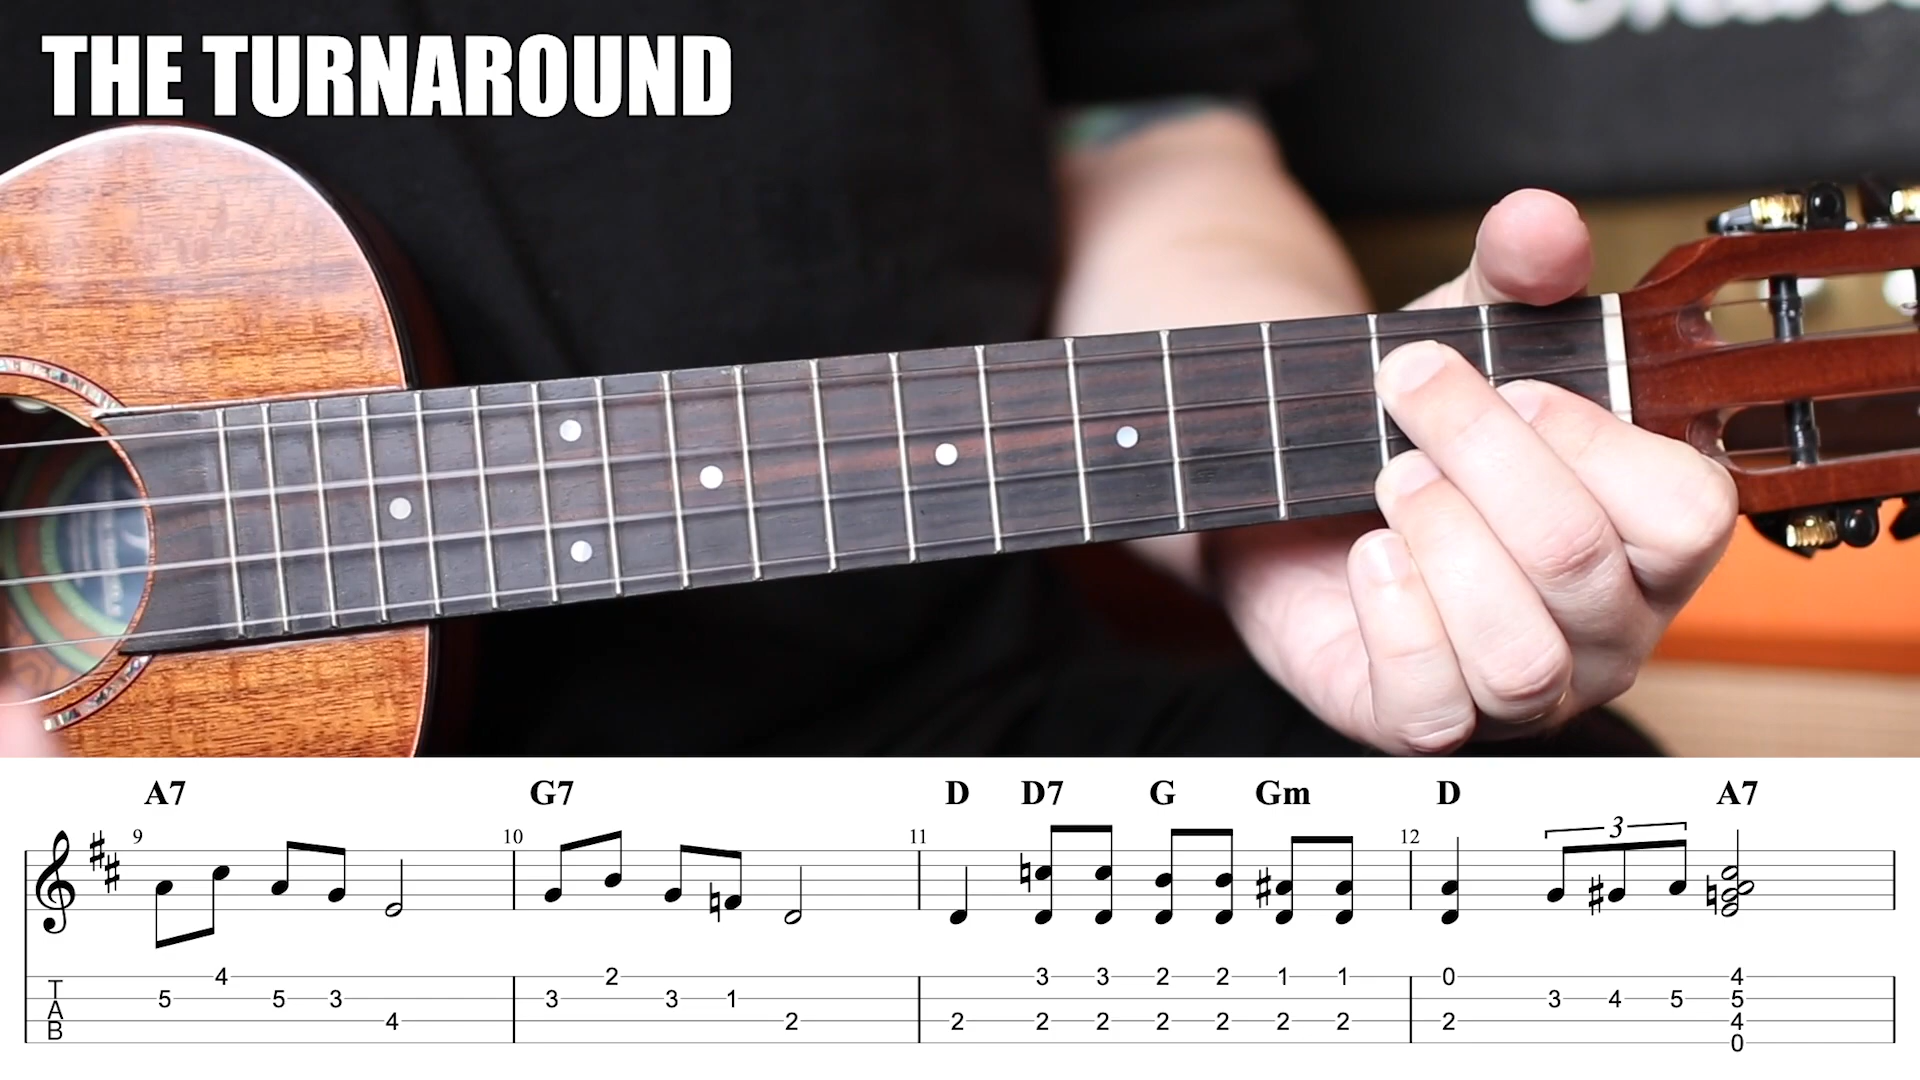 THE TURNAROUND
A7 G7 D D7 G Gm D A7
9 10 11 12 3
4 2 3 3 2 2 1 1 0 4
5 5 3 3 3 1 3 4 5 5
4 2 2 2 2 2 2 2 2 2 4
0
T
A
B